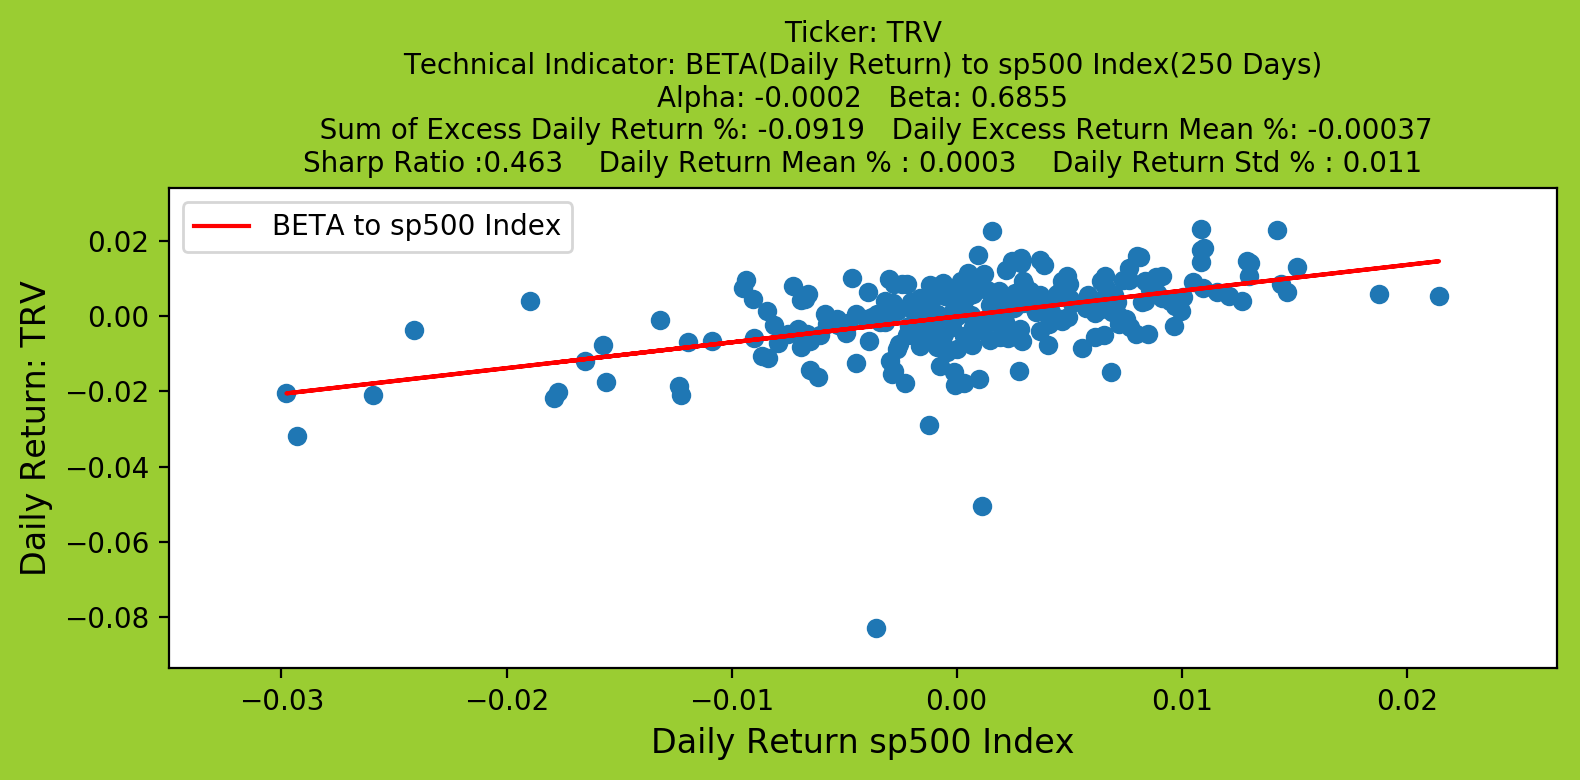 Ticker: TRV
Technical Indicator: BETA(Daily Return) to sp500 Index(250 Days)
Alpha: -0.0002   Beta: 0.6855
Sum of Excess Daily Return %: -0.0919   Daily Excess Return Mean %: -0.00037
Sharp Ratio :0.463    Daily Return Mean % : 0.0003    Daily Return Std % : 0.011
BETA to sp500 Index
Daily Return: TRV
0.02
0.00
−0.02
−0.04
−0.06
−0.08
−0.03
−0.02
−0.01
0.00
0.01
0.02
Daily Return sp500 Index